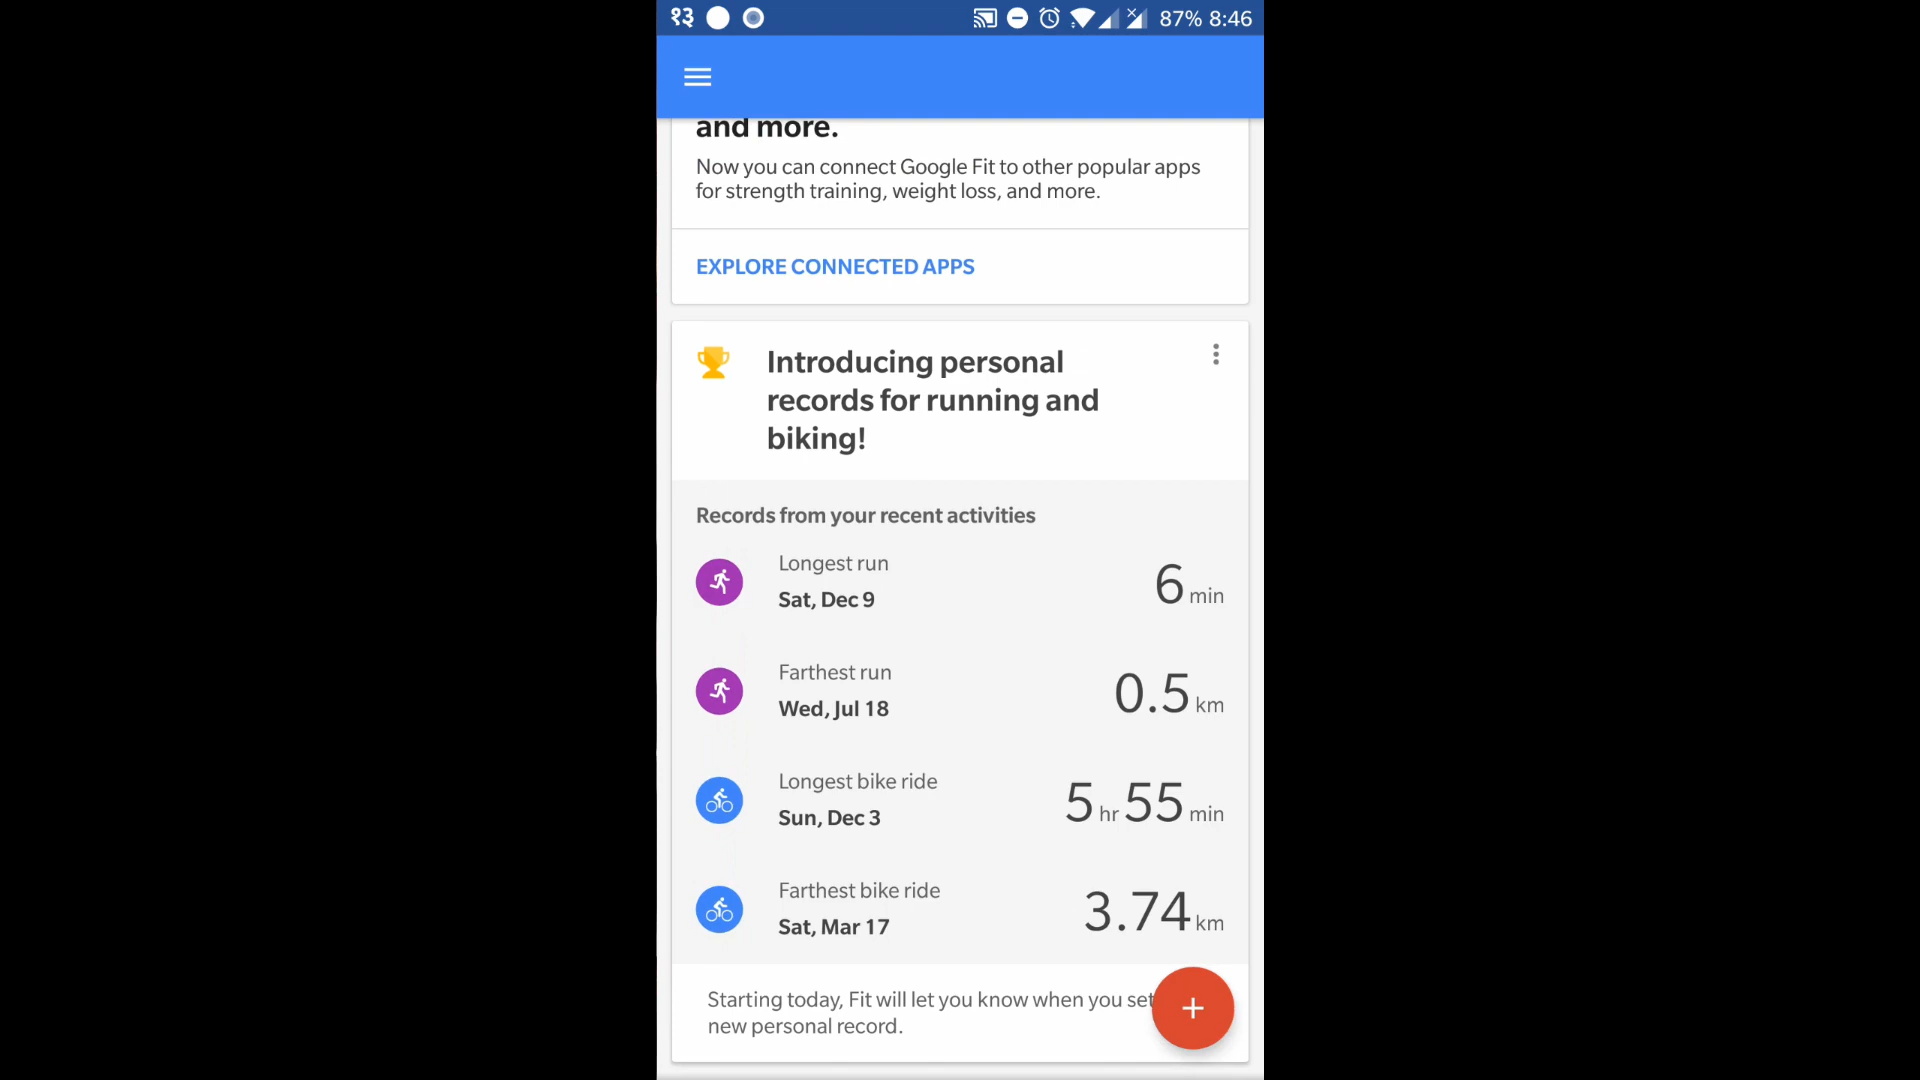 १३ 87% 8:46
and more.
Now you can connect Google Fit to other popular apps
for strength training, weight loss, and more.
EXPLORE CONNECTED APPS
Introducing personal
records for running and
biking!
Records from your recent activities
Longest run
Sat, Dec 9
6 min
Farthest run
Wed, Jul 18
0.5 km
Longest bike ride
Sun, Dec 3
5 hr 55 min
Farthest bike ride
Sat, Mar 17
3.74 km
Starting today, Fit will let you know when you set
new personal record.